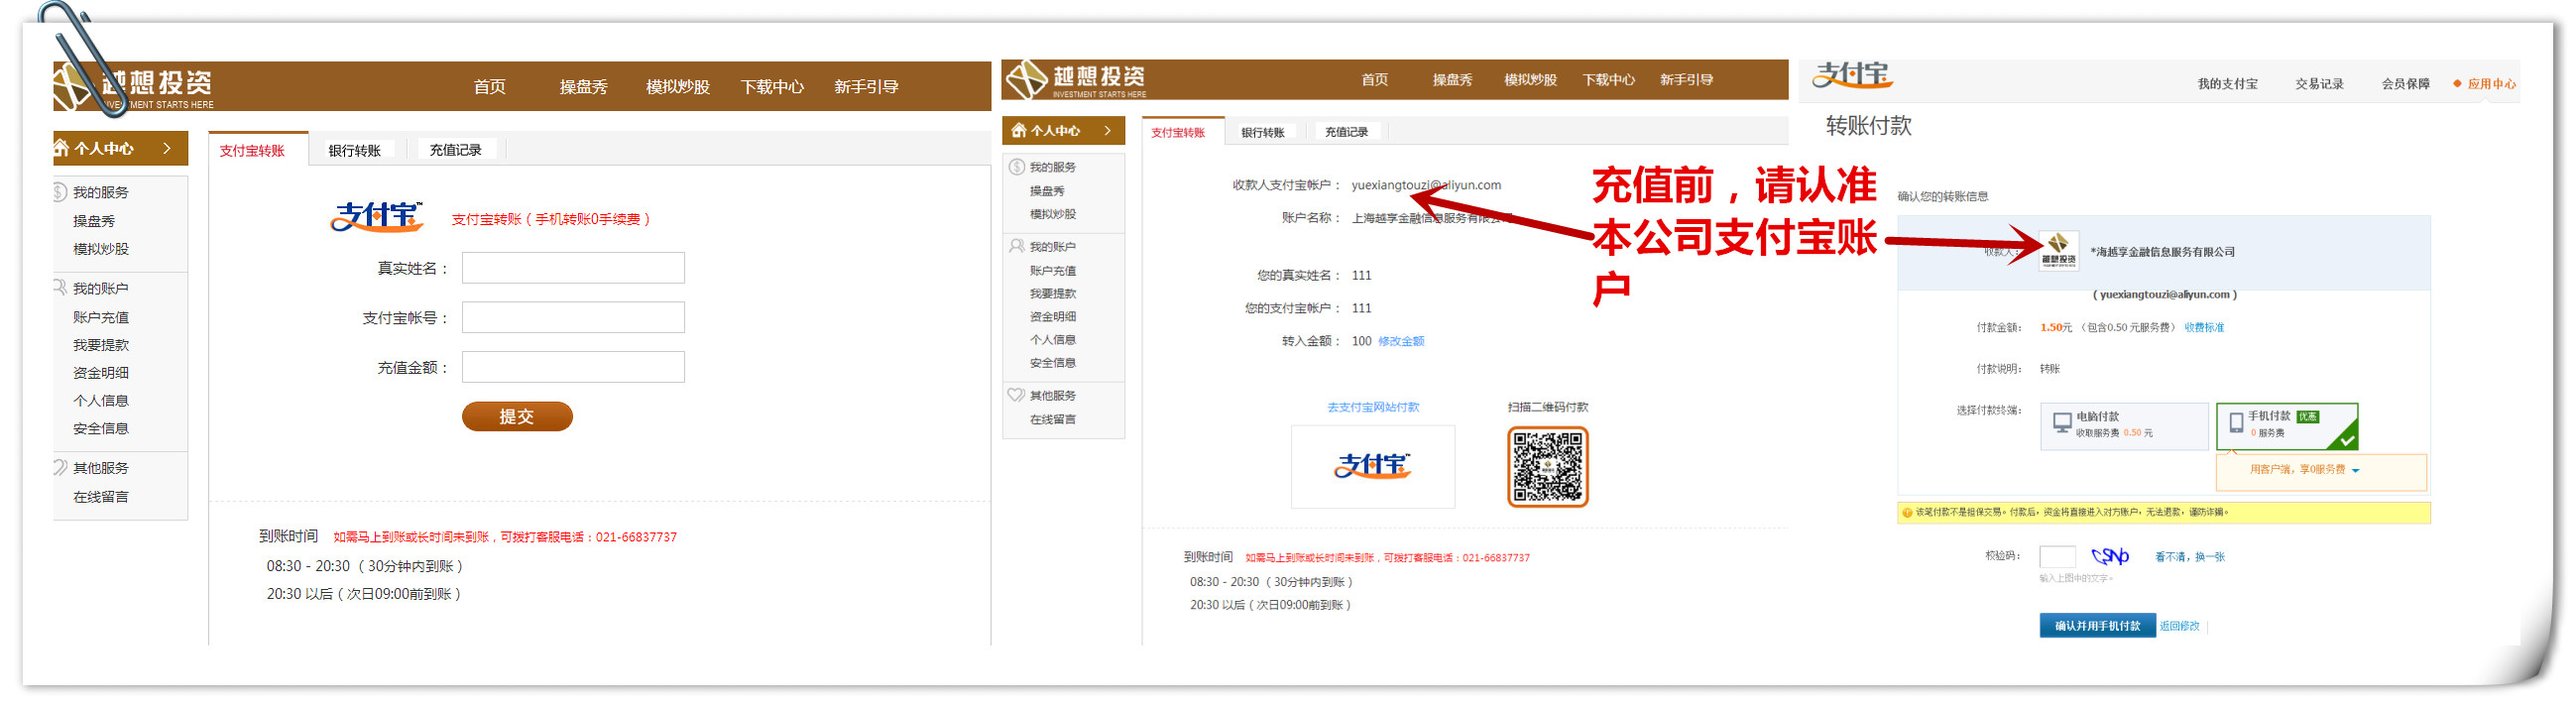 越想投资
INVESTMENT STARTS HERE
首页 操盘秀 模拟炒股 下载中心 新手引导
个人中心 >
我的服务
操盘秀
模拟炒股
我的账户
账户充值
我要提款
资金明细
个人信息
安全信息
其他服务
在线留言
支付宝转账 银行转账 充值记录
支付宝™ 支付宝转账（手机转账0手续费）
真实姓名：
支付宝帐号：
充值金额：
提交
到账时间 如需马上到账或长时间未到账，可拨打客服电话：021-66837737
08:30 - 20:30 （ 30分钟内到账 ）
20:30 以后（ 次日09:00前到账 ）
越想投资
INVESTMENT STARTS HERE
首页 操盘秀 模拟炒股 下载中心 新手引导
个人中心 >
我的服务
操盘秀
模拟炒股
我的账户
账户充值
我要提款
资金明细
个人信息
安全信息
其他服务
在线留言
支付宝转账 银行转账 充值记录
收款人支付宝帐户： yuexiangtouzi@aliyun.com
账户名称： 上海越享金融信息服务有限公司
您的真实姓名： 111
您的支付宝帐户： 111
转入金额： 100 修改金额
去支付宝网站付款 扫描二维码付款
支付宝™
到账时间 如需马上到账或长时间未到账，可拨打客服电话：021-66837737
08:30 - 20:30 （ 30分钟内到账 ）
20:30 以后（ 次日09:00前到账 ）
充值前，请认准
本公司支付宝账
户
支付宝
我的支付宝 交易记录 会员保障 应用中心
转账付款
确认您的转账信息
收款人： 越想投资 *海越享金融信息服务有限公司
（ yuexiangtouzi@aliyun.com ）
付款金额： 1.50元 （包含0.50 元服务费） 收费标准
付款说明： 转账
选择付款终端： 电脑付款 手机付款 优惠
收取服务费 0.50 元 0 服务费
用客户端，享0服务费
该笔付款不是担保交易。付款后，资金将直接进入对方账户，无法退款，谨防诈骗。
校验码： 看不清，换一张
输入上图中的文字。
确认并用手机付款 返回修改